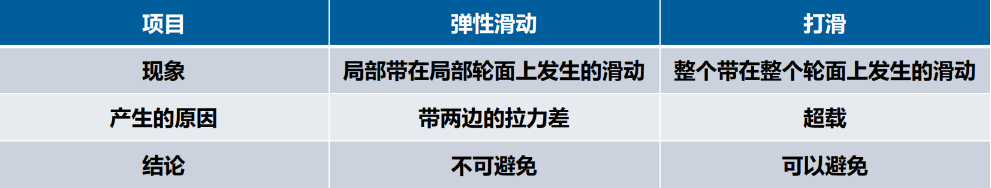 项目 弹性滑动 打滑
现象 局部带在局部轮面上发生的滑动 整个带在整个轮面上发生的滑动
产生的原因 带两边的拉力差 超载
结论 不可避免 可以避免